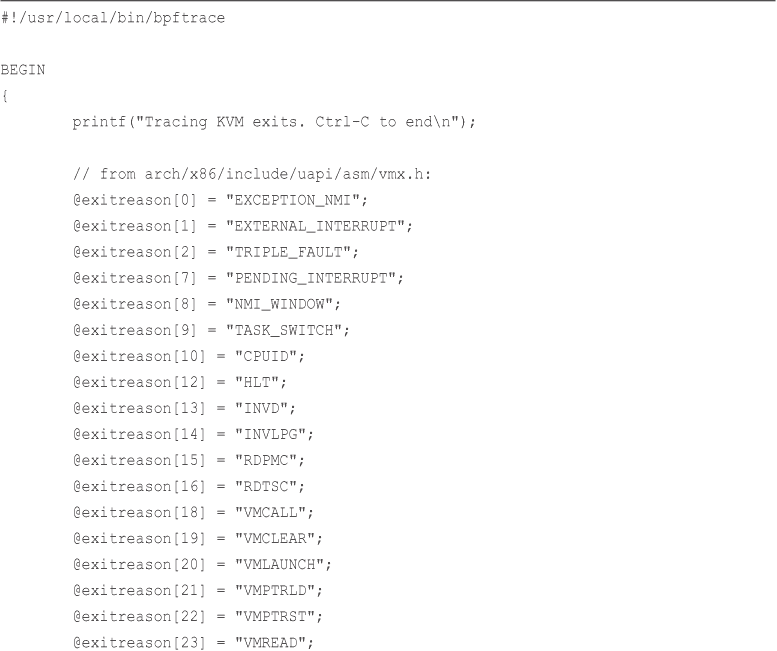 #!/usr/local/bin/bpftrace
BEGIN
{
printf("Tracing KVM exits. Ctrl-C to end\n");
// from arch/x86/include/uapi/asm/vmx.h:
@exitreason[0] = "EXCEPTION_NMI";
@exitreason[1] = "EXTERNAL_INTERRUPT";
@exitreason[2] = "TRIPLE_FAULT";
@exitreason[7] = "PENDING_INTERRUPT";
@exitreason[8] = "NMI_WINDOW";
@exitreason[9] = "TASK_SWITCH";
@exitreason[10] = "CPUID";
@exitreason[12] = "HLT";
@exitreason[13] = "INVD";
@exitreason[14] = "INVLPG";
@exitreason[15] = "RDPMC";
@exitreason[16] = "RDTSC";
@exitreason[18] = "VMCALL";
@exitreason[19] = "VMCLEAR";
@exitreason[20] = "VMLAUNCH";
@exitreason[21] = "VMPTRLD";
@exitreason[22] = "VMPTRST";
@exitreason[23] = "VMREAD";